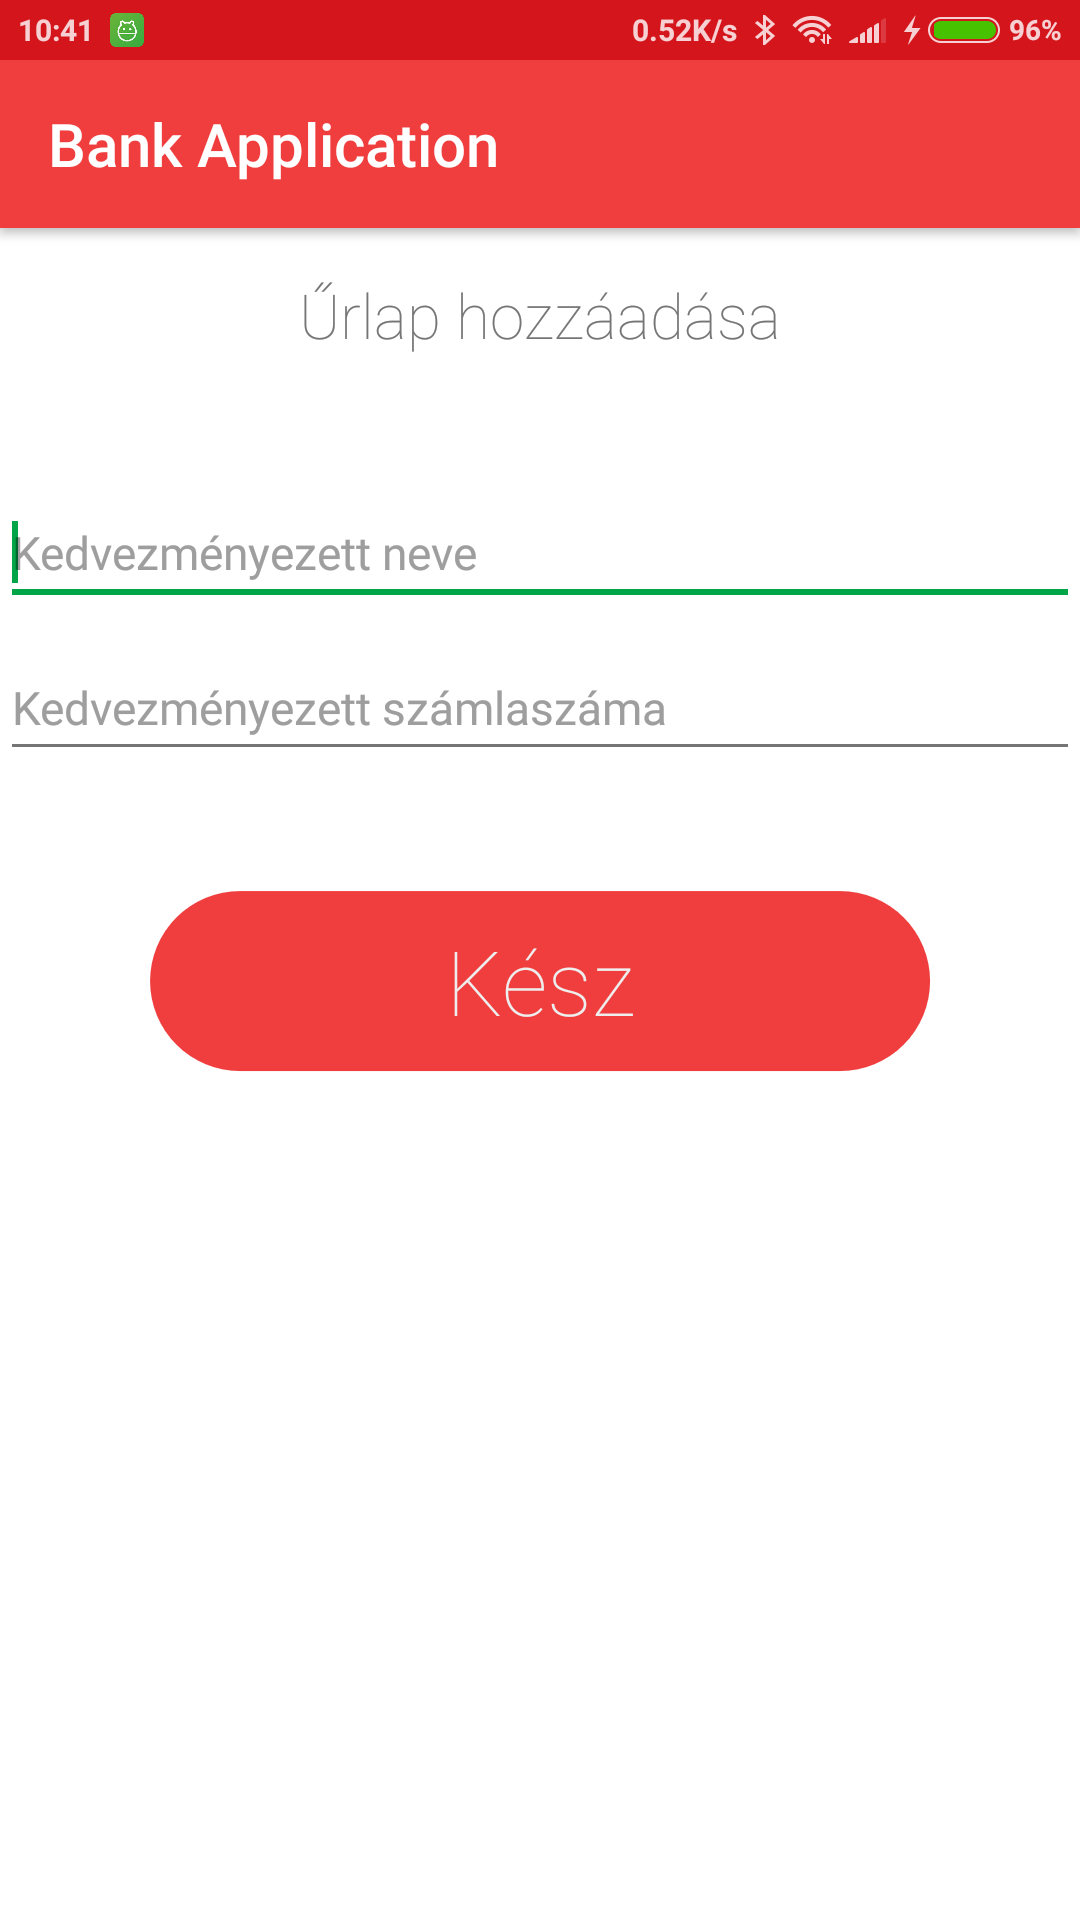 10:41 0.52K/s 96%
Bank Application
Űrlap hozzáadása
Kedvezményezett neve
Kedvezményezett számlaszáma
Kész